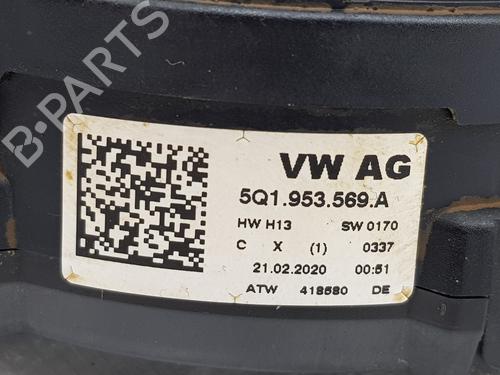 B-PARTS
VW AG
5Q1.953.569.A
HW H13 SW 0170
C X (1) 0337
21.02.2020 00:51
ATW 418580 DE